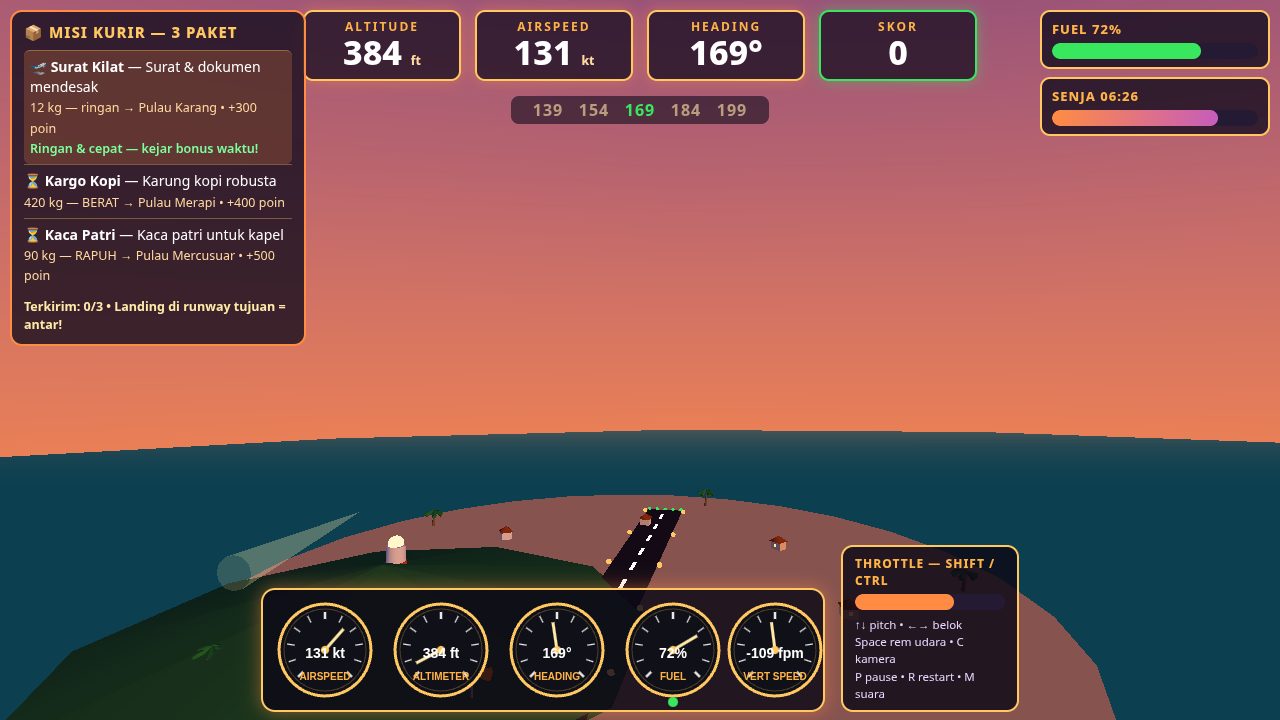 📦 MISI KURIR — 3 PAKET
🛫 Surat Kilat — Surat & dokumen
mendesak
12 kg — ringan → Pulau Karang • +300
poin
Ringan & cepat — kejar bonus waktu!
⏳ Kargo Kopi — Karung kopi robusta
420 kg — BERAT → Pulau Merapi • +400 poin
⏳ Kaca Patri — Kaca patri untuk kapel
90 kg — RAPUH → Pulau Mercusuar • +500
poin
Terkirim: 0/3 • Landing di runway tujuan =
antar!
ALTITUDE
384 ft
AIRSPEED
131 kt
HEADING
169°
SKOR
0
139 154 169 184 199
FUEL 72%
SENJA 06:26
131 kt
AIRSPEED
384 ft
ALTIMETER
169°
HEADING
72%
FUEL
-109 fpm
VERT SPEED
THROTTLE — SHIFT /
CTRL
↑↓ pitch • ←→ belok
Space rem udara • C
kamera
P pause • R restart • M
suara